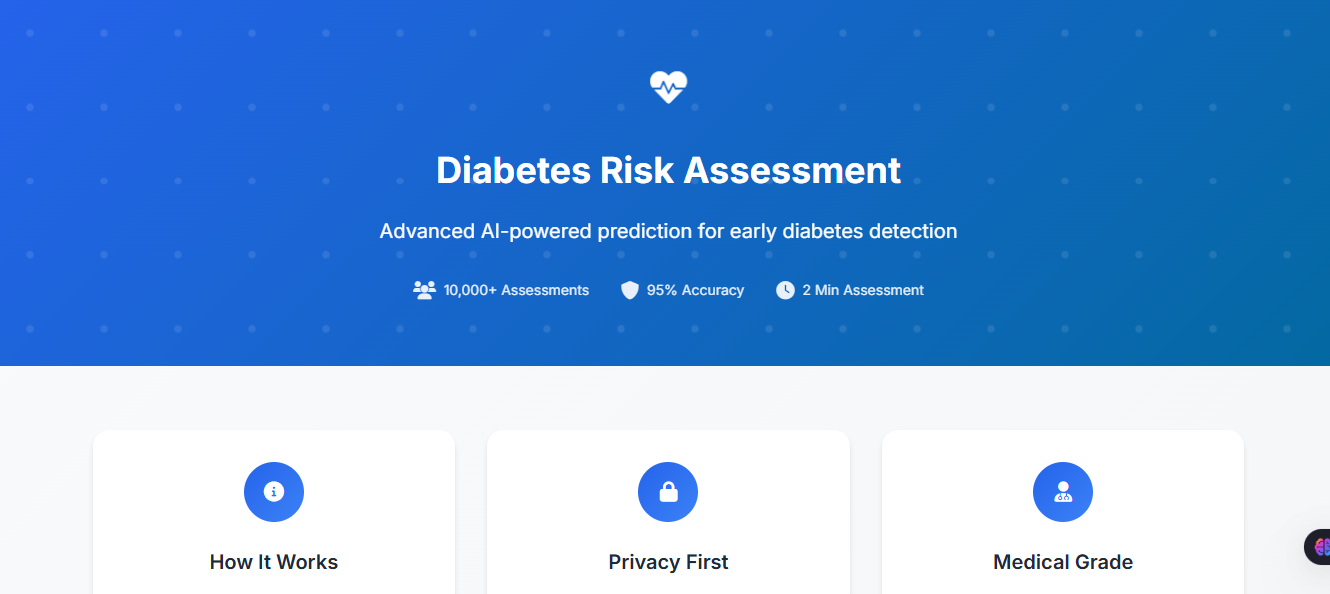 Diabetes Risk Assessment
Advanced AI-powered prediction for early diabetes detection
10,000+ Assessments 95% Accuracy 2 Min Assessment
How It Works
Privacy First
Medical Grade